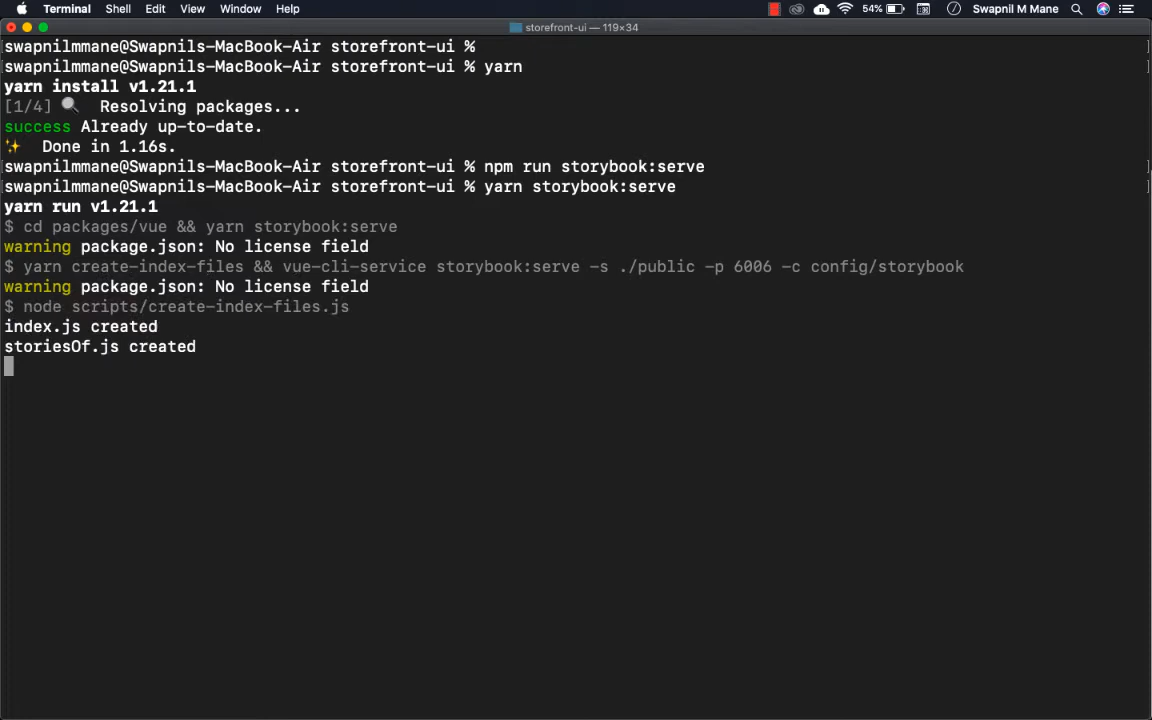 Terminal Shell Edit View Window Help 54% Swapnil M Mane
storefront-ui — 119×34
[swapnilmmane@Swapnils-MacBook-Air storefront-ui % ]
[swapnilmmane@Swapnils-MacBook-Air storefront-ui % yarn ]
yarn install v1.21.1
[1/4] 🔍 Resolving packages...
success Already up-to-date.
✨ Done in 1.16s.
[swapnilmmane@Swapnils-MacBook-Air storefront-ui % npm run storybook:serve ]
[swapnilmmane@Swapnils-MacBook-Air storefront-ui % yarn storybook:serve ]
yarn run v1.21.1
$ cd packages/vue && yarn storybook:serve
warning package.json: No license field
$ yarn create-index-files && vue-cli-service storybook:serve -s ./public -p 6006 -c config/storybook
warning package.json: No license field
$ node scripts/create-index-files.js
index.js created
storiesOf.js created